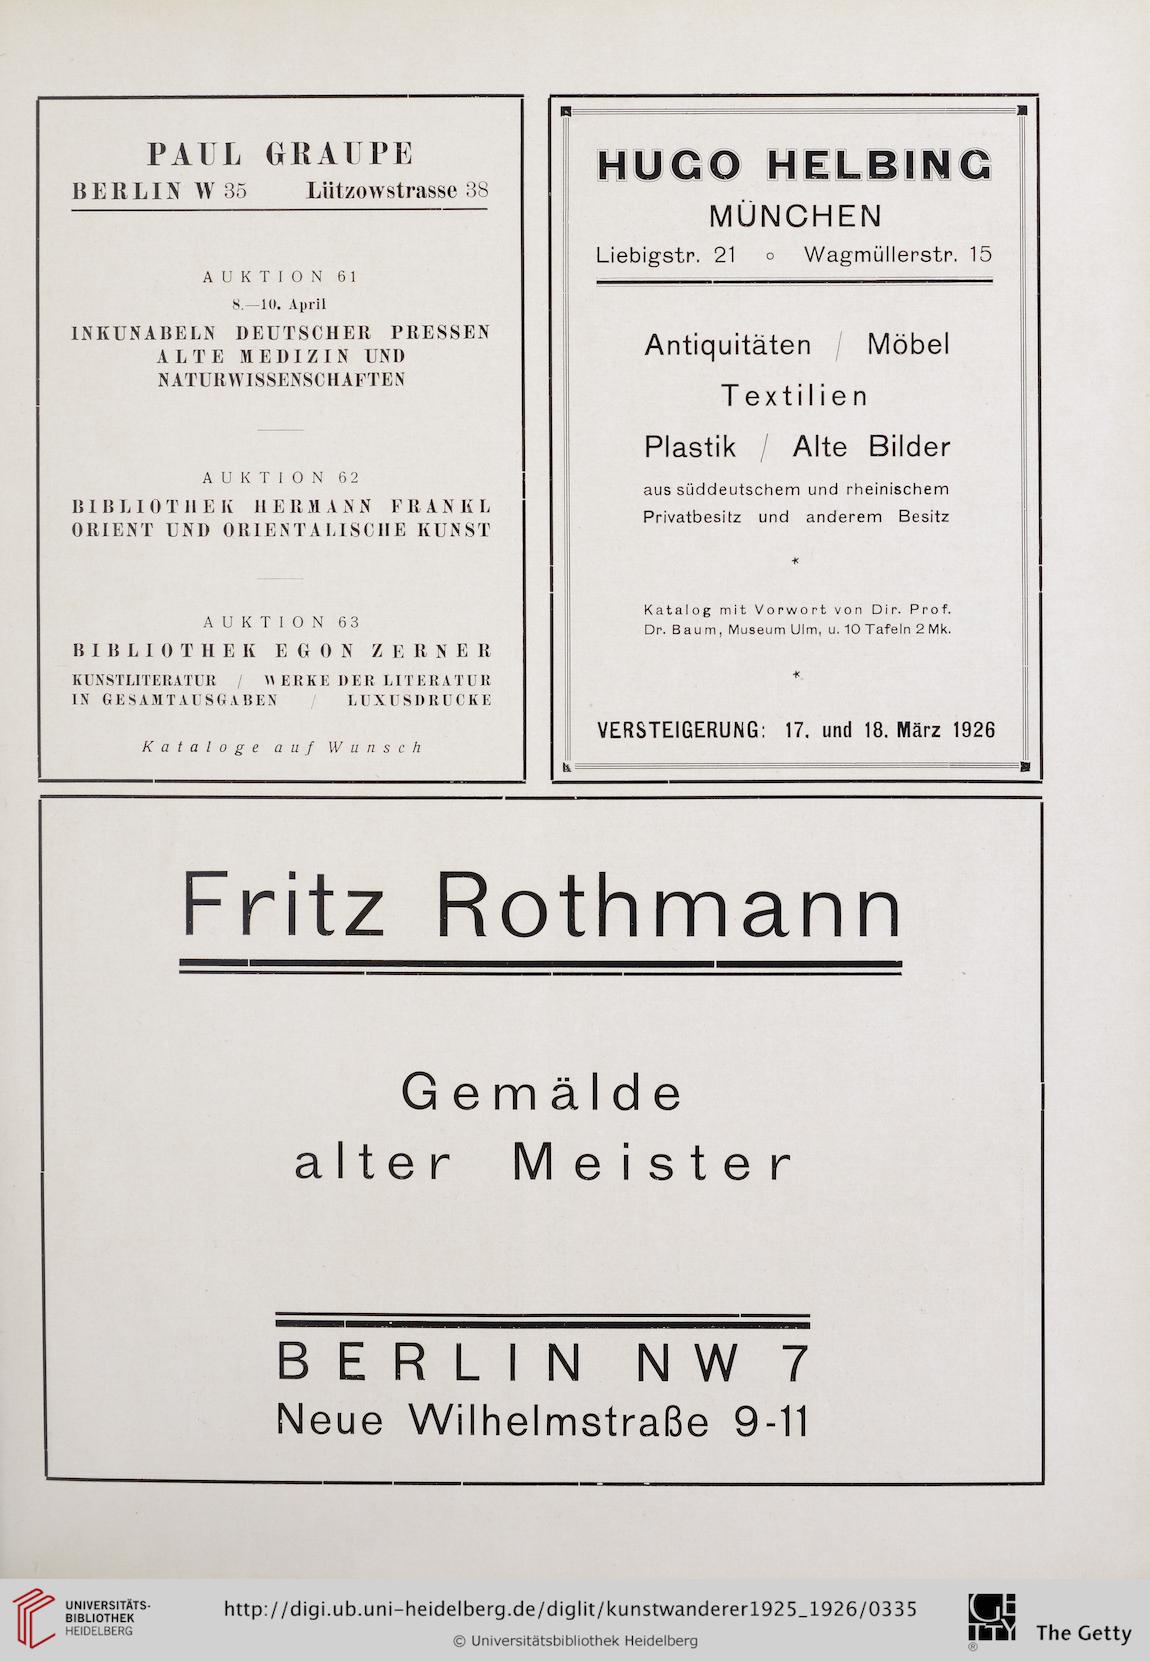 PAUL GRAUPE
BERLIN W 35 Lützowstrasse 38
AUKTION 61
8.—10. April
INKUNABELN DEUTSCHER PRESSEN
ALTE MEDIZIN UND
NATURWISSENSCHAFTEN
AUKTION 62
BIBLIOTHEK HERMANN FRANKL
ORIENT UND ORIENTALISCHE KUNST
AUKTION 63
BIBLIOTHEK EGON ZERNER
KUNSTLITERATUR / WERKE DER LITERATUR
IN GESAMTAUSGABEN / LUXUSDRUCKE
Kataloge auf Wunsch
HUGO HELBING
MÜNCHEN
Liebigstr. 21 o Wagmüllerstr. 15
Antiquitäten / Möbel
Textilien
Plastik / Alte Bilder
aus süddeutschem und rheinischem
Privatbesitz und anderem Besitz
*
Katalog mit Vorwort von Dir. Prof.
Dr. Baum, Museum Ulm, u. 10 Tafeln 2 Mk.
*
VERSTEIGERUNG: 17. und 18. März 1926
Fritz Rothmann
Gemälde
alter Meister
BERLIN NW 7
Neue Wilhelmstraße 9-11
UNIVERSITÄTS-
BIBLIOTHEK
HEIDELBERG
http://digi.ub.uni-heidelberg.de/diglit/kunstwanderer1925_1926/0335
© Universitätsbibliothek Heidelberg
GETTY
®
The Getty